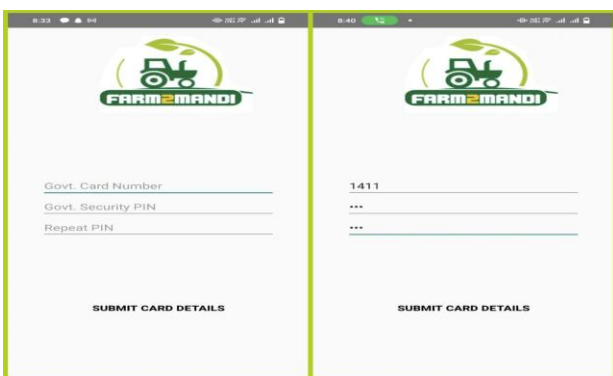 8:33
FARM2MANDI
Govt. Card Number
Govt. Security PIN
Repeat PIN
SUBMIT CARD DETAILS
8:40
FARM2MANDI
1411
•••
•••
SUBMIT CARD DETAILS